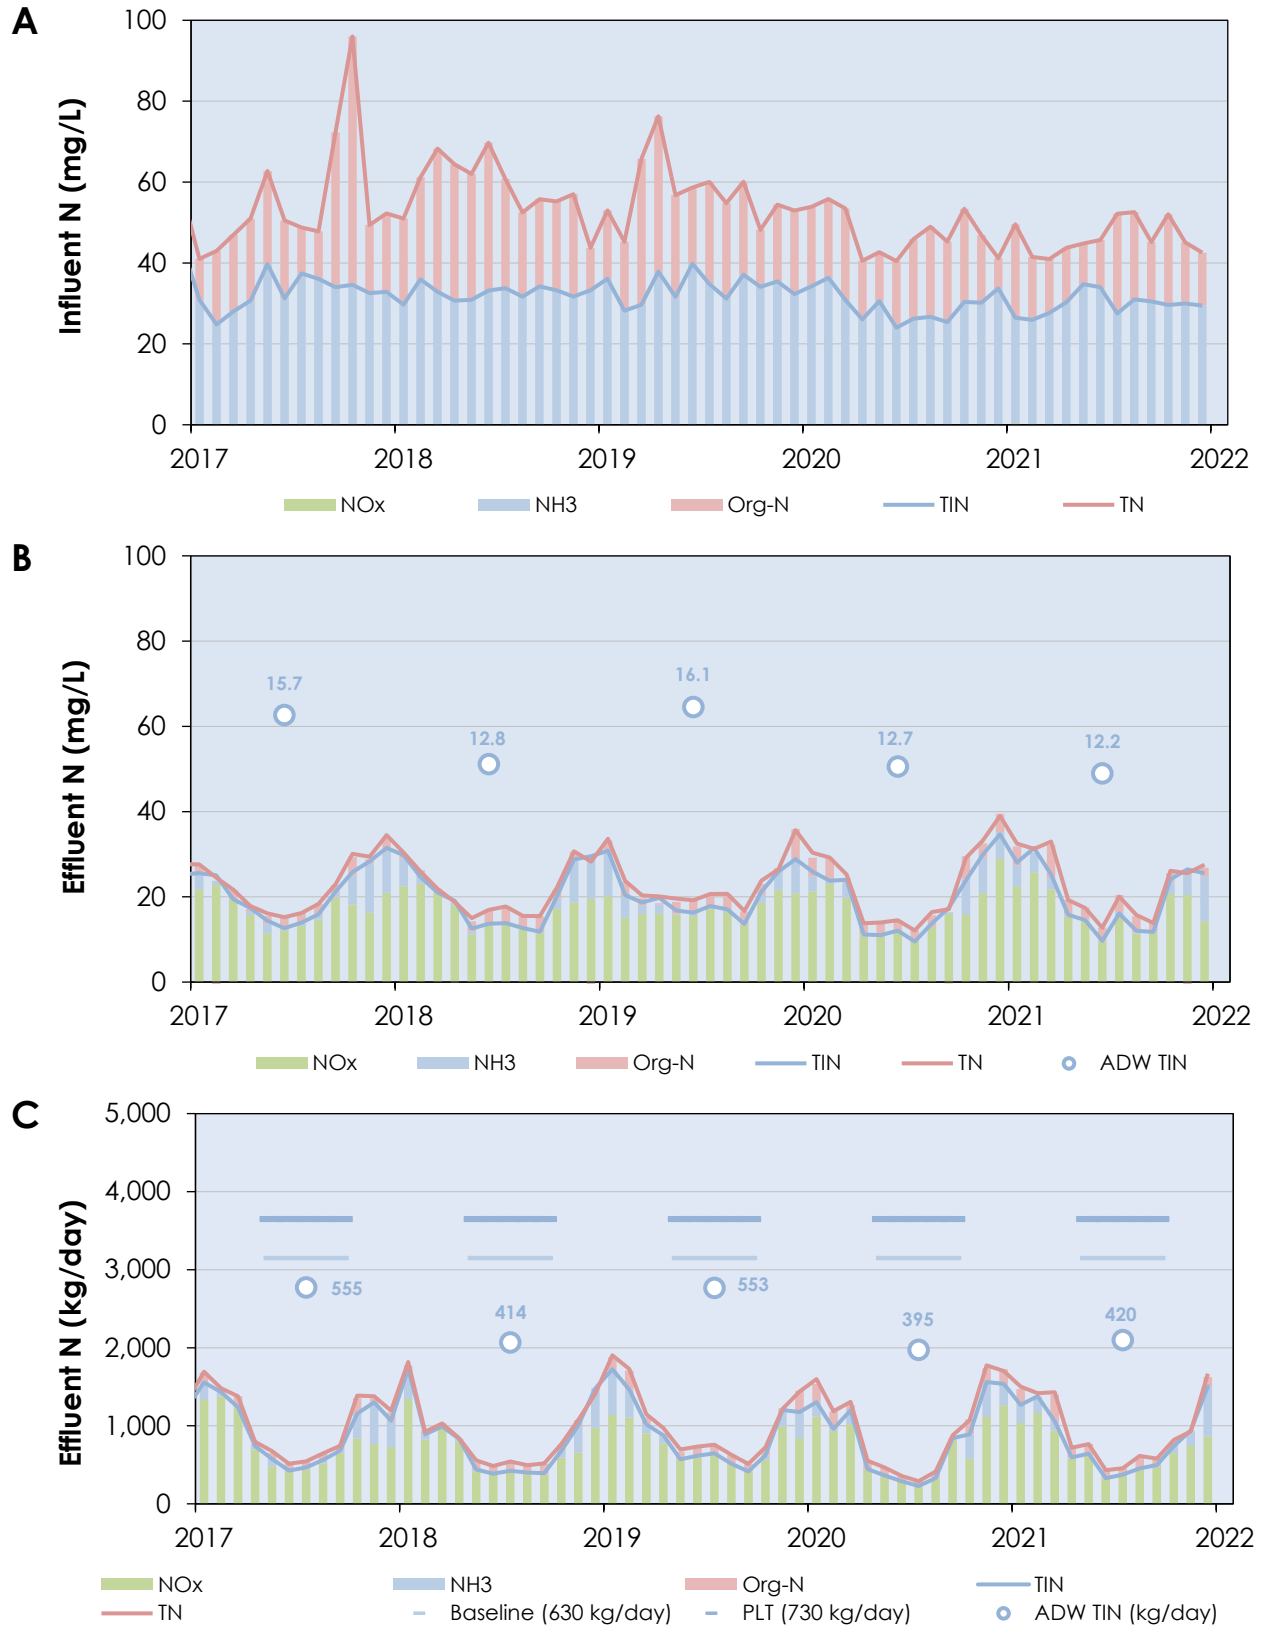 A
Influent N (mg/L)
100
80
60
40
20
0
2017 2018 2019 2020 2021 2022
NOx NH3 Org-N TIN TN
B
Effluent N (mg/L)
100
80
60
40
20
0
15.7
12.8
16.1
12.7
12.2
2017 2018 2019 2020 2021 2022
NOx NH3 Org-N TIN TN ADW TIN
C
Effluent N (kg/day)
5,000
4,000
3,000
2,000
1,000
0
555
414
553
395
420
2017 2018 2019 2020 2021 2022
NOx NH3 Org-N TIN
TN Baseline (630 kg/day) PLT (730 kg/day) ADW TIN (kg/day)